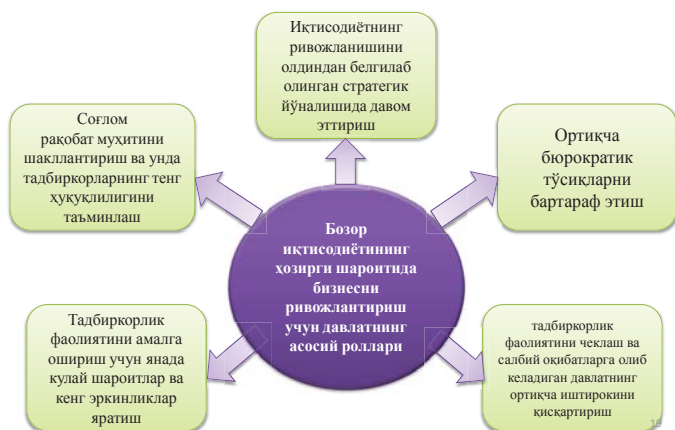 Иқтисодиётнинг
ривожланишини
олдиндан белгилаб
олинган стратегик
йўналишида давом
эттириш
Соғлом
рақобат муҳитини
шакллантириш ва унда
тадбиркорларнинг тенг
ҳуқуқлилигини
таъминлаш
Ортиқча
бюрократик
тўсиқларни
бартараф этиш
Бозор
иқтисодиётининг
ҳозирги шароитида
бизнесни
ривожлантириш
учун давлатнинг
асосий роллари
Тадбиркорлик
фаолиятини амалга
ошириш учун янада
кулай шароитлар ва
кенг эркинликлар
яратиш
тадбиркорлик
фаолиятини чеклаш ва
салбий оқибатларга олиб
келадиган давлатнинг
ортиқча иштирокини
қисқартириш